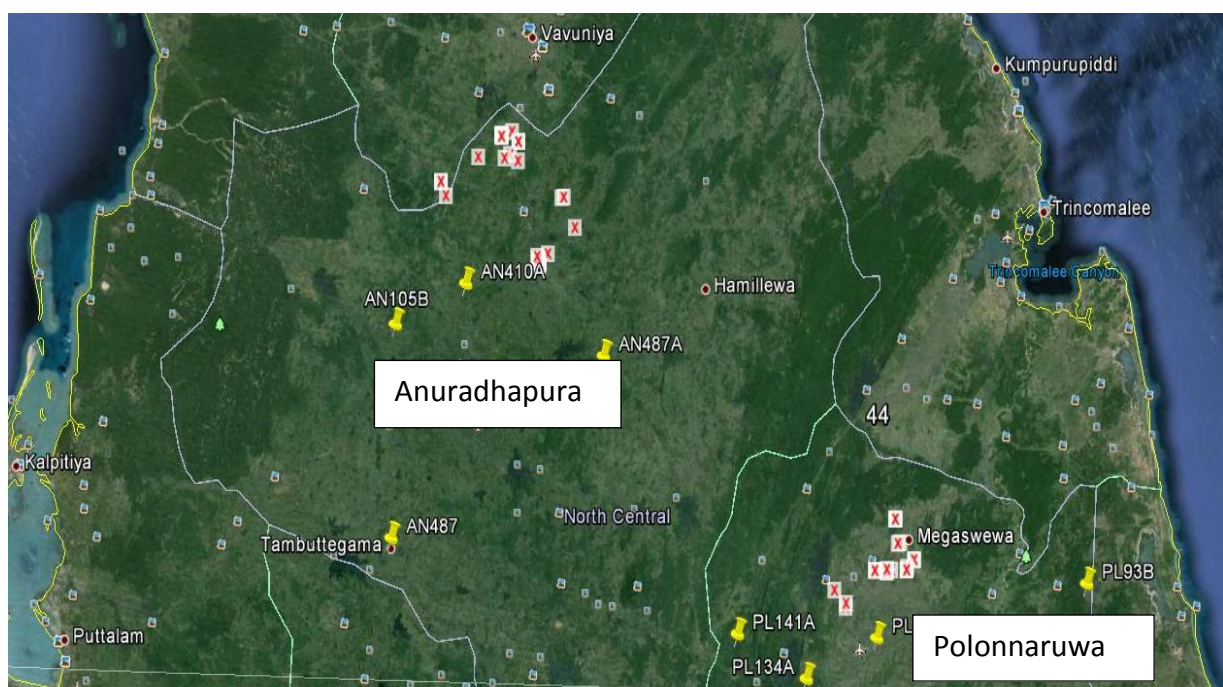 Vavuniya
Kumpurupiddi
Trincomalee
Trincomalee Canyon
AN410A
Hamillewa
AN105B
AN487A
Anuradhapura
44
Kalpitiya
North Central
AN487
Tambuttegama
Megaswewa
PL93B
PL141A
PL
Polonnaruwa
Puttalam
PL134A